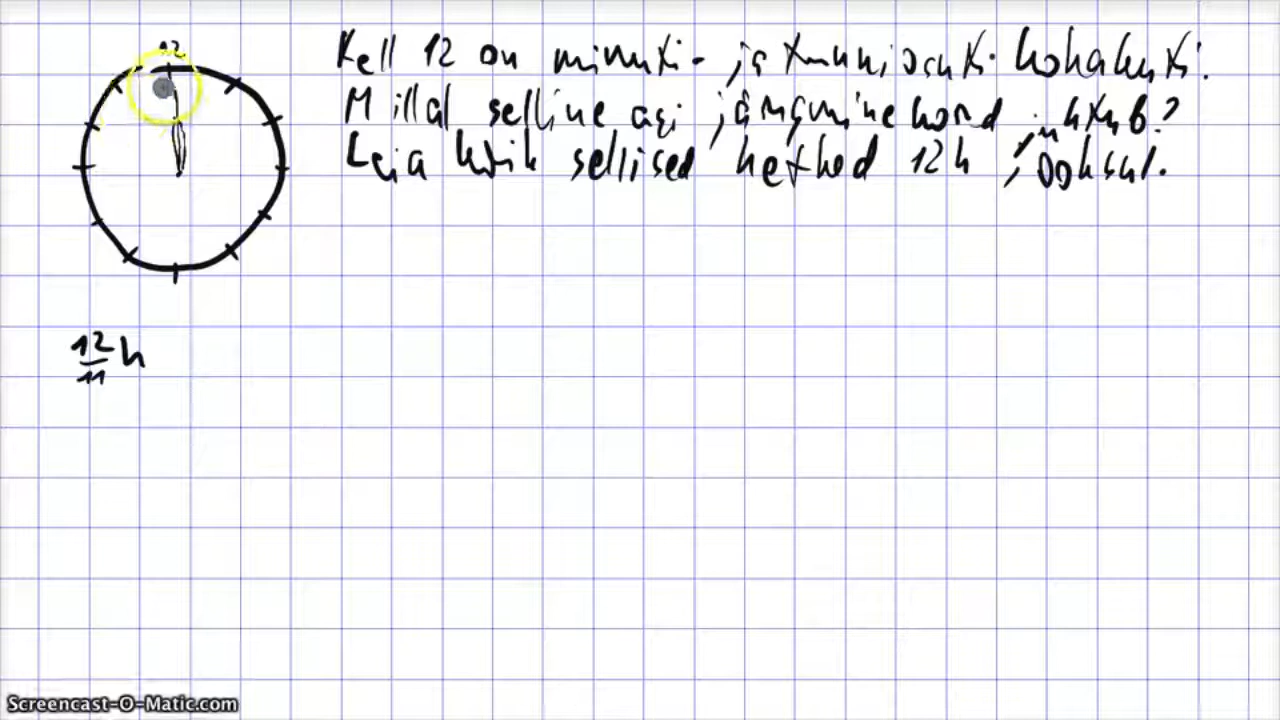 12
Kell 12 on minuti- ja tunniosuti kohakuti.
Millal selline asi järgmine kord juhtub?
Leia kõik sellised hetked 12h jooksul.
12/11 h
Screencast-O-Matic.com